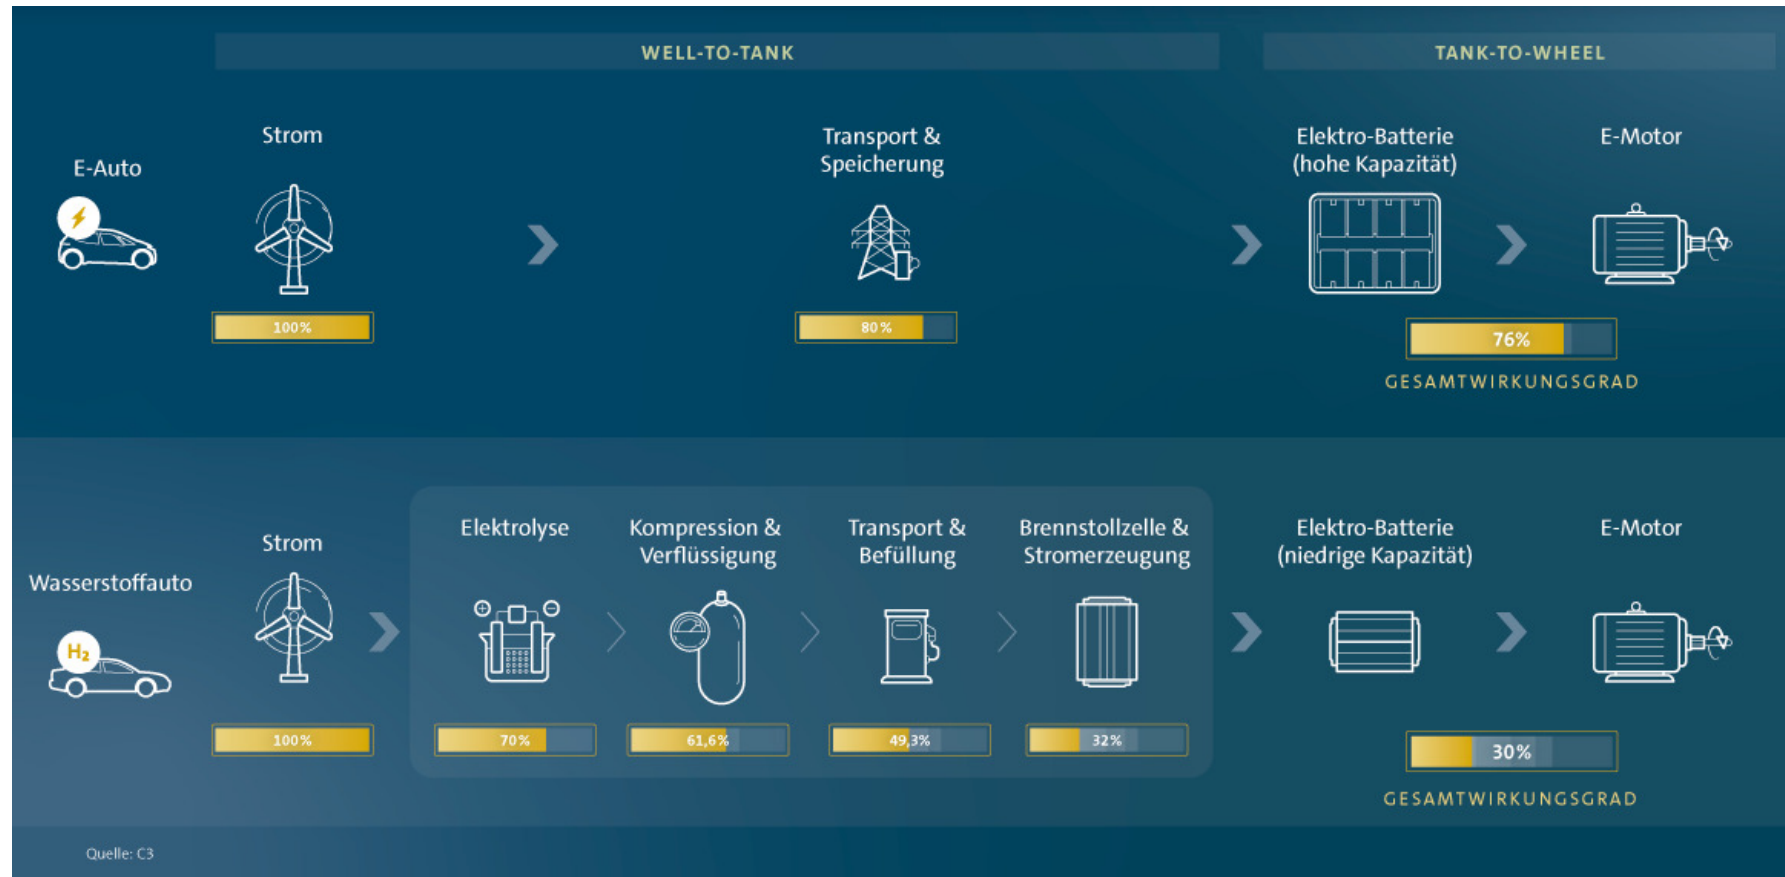 WELL-TO-TANK
TANK-TO-WHEEL
E-Auto
Strom
100%
Transport &
Speicherung
80%
Elektro-Batterie
(hohe Kapazität)
E-Motor
76%
GESAMTWIRKUNGSGRAD
Wasserstoffauto
H₂
Strom
100%
Elektrolyse
70%
Kompression &
Verflüssigung
61,6%
Transport &
Befüllung
49,3%
Brennstollzelle &
Stromerzeugung
32%
Elektro-Batterie
(niedrige Kapazität)
E-Motor
30%
GESAMTWIRKUNGSGRAD
Quelle: C3